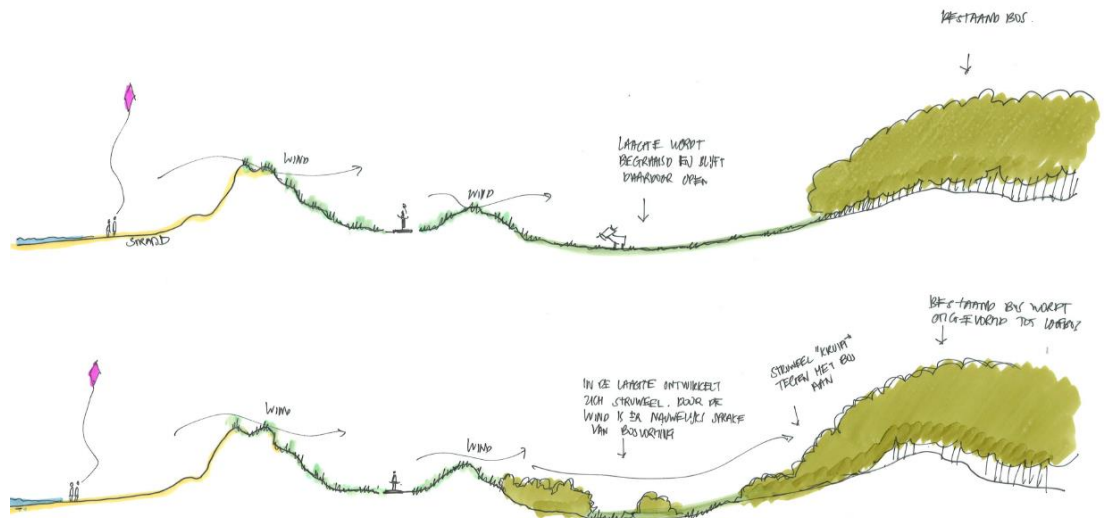 BESTAAND BOS.
WIND
WIND
LAAGTE WORDT
BEGRAASD EN BLIJFT
DAARDOOR OPEN
STRAND
BESTAAND BOS WORDT
OMGEVORMD TOT LOOFBOS
STRUWEEL "KRUIPT"
TEGEN HET BOS
AAN
IN DE LAAGTE ONTWIKKELT
ZICH STRUWEEL. DOOR DE
WIND IS ER NAUWELIJKS SPRAKE
VAN BOSVORMING
WIND
WIND